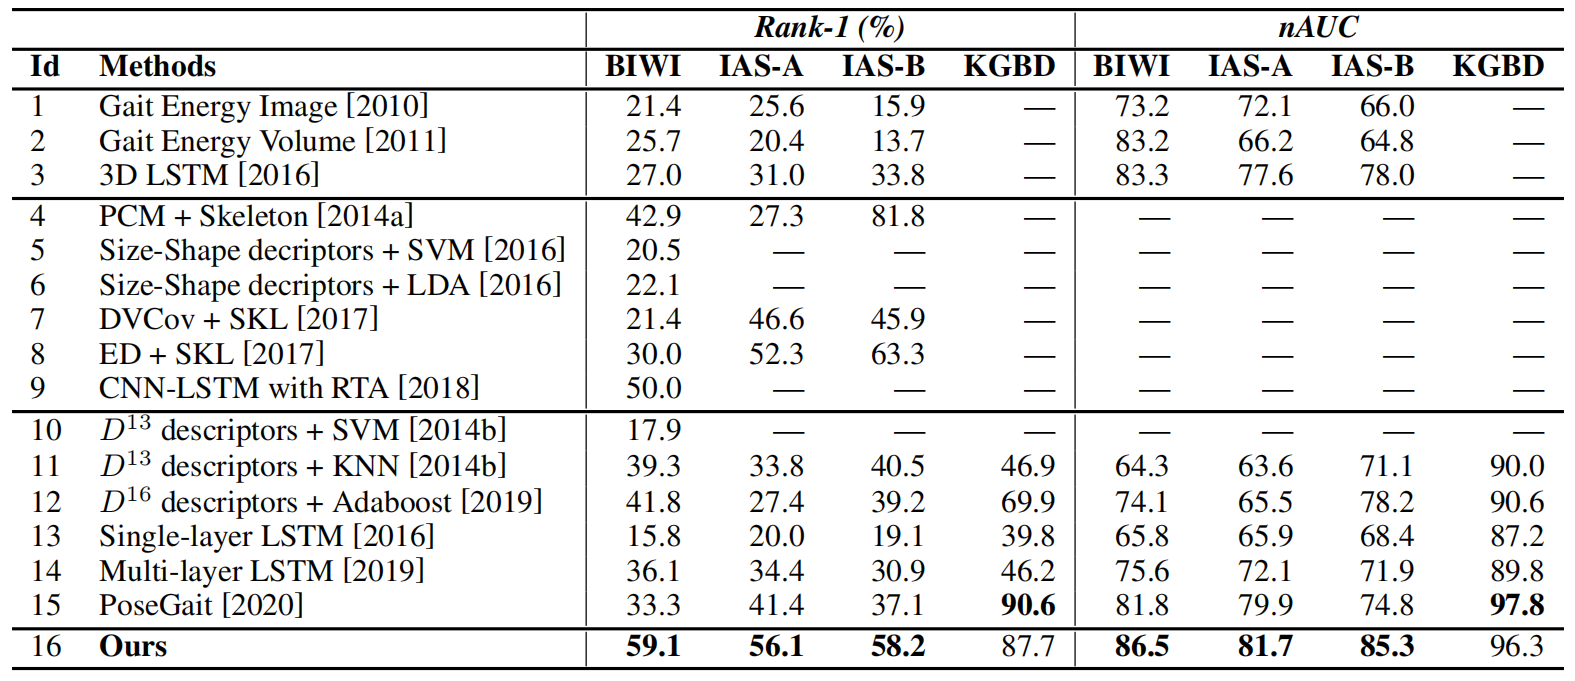 Rank-1 (%) nAUC
Id Methods BIWI IAS-A IAS-B KGBD BIWI IAS-A IAS-B KGBD
1 Gait Energy Image [2010] 21.4 25.6 15.9 — 73.2 72.1 66.0 —
2 Gait Energy Volume [2011] 25.7 20.4 13.7 — 83.2 66.2 64.8 —
3 3D LSTM [2016] 27.0 31.0 33.8 — 83.3 77.6 78.0 —
4 PCM + Skeleton [2014a] 42.9 27.3 81.8 — — — — —
5 Size-Shape decriptors + SVM [2016] 20.5 — — — — — — —
6 Size-Shape decriptors + LDA [2016] 22.1 — — — — — — —
7 DVCov + SKL [2017] 21.4 46.6 45.9 — — — — —
8 ED + SKL [2017] 30.0 52.3 63.3 — — — — —
9 CNN-LSTM with RTA [2018] 50.0 — — — — — — —
10 D¹³ descriptors + SVM [2014b] 17.9 — — — — — — —
11 D¹³ descriptors + KNN [2014b] 39.3 33.8 40.5 46.9 64.3 63.6 71.1 90.0
12 D¹⁶ descriptors + Adaboost [2019] 41.8 27.4 39.2 69.9 74.1 65.5 78.2 90.6
13 Single-layer LSTM [2016] 15.8 20.0 19.1 39.8 65.8 65.9 68.4 87.2
14 Multi-layer LSTM [2019] 36.1 34.4 30.9 46.2 75.6 72.1 71.9 89.8
15 PoseGait [2020] 33.3 41.4 37.1 90.6 81.8 79.9 74.8 97.8
16 Ours 59.1 56.1 58.2 87.7 86.5 81.7 85.3 96.3